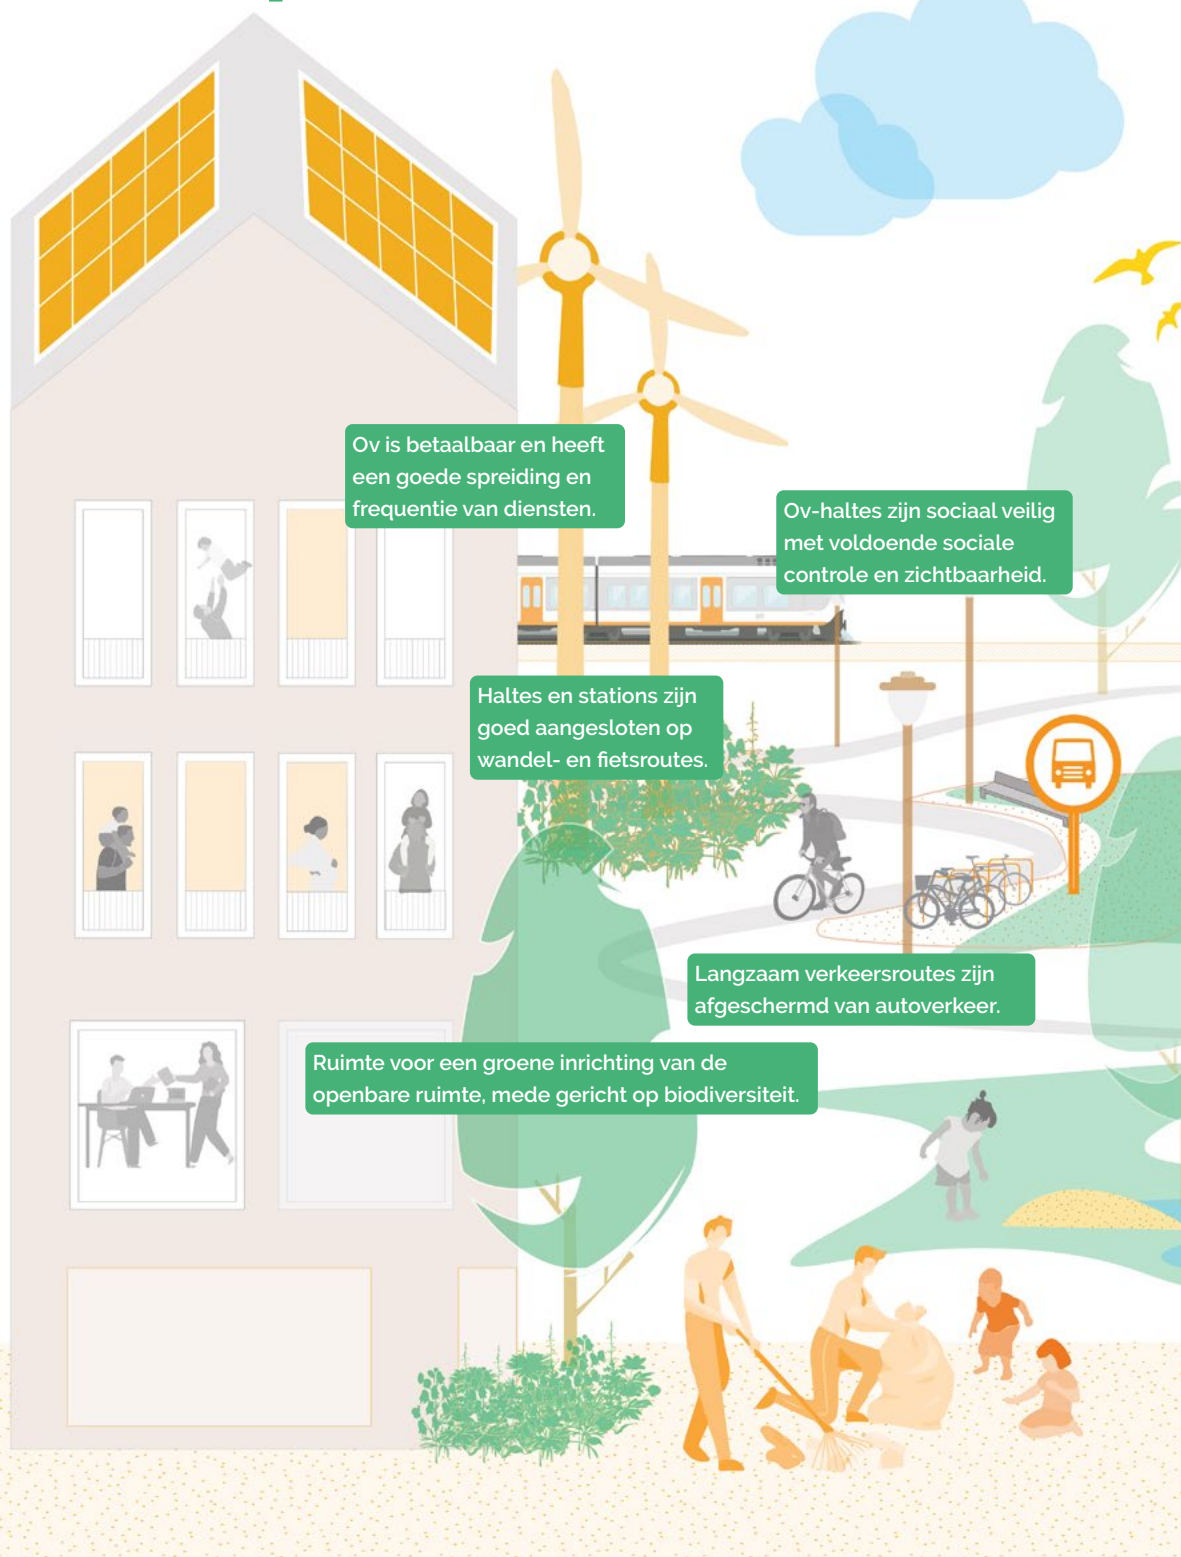 Ov is betaalbaar en heeft
een goede spreiding en
frequentie van diensten.
Ov-haltes zijn sociaal veilig
met voldoende sociale
controle en zichtbaarheid.
Haltes en stations zijn
goed aangesloten op
wandel- en fietsroutes.
Langzaam verkeersroutes zijn
afgeschermd van autoverkeer.
Ruimte voor een groene inrichting van de
openbare ruimte, mede gericht op biodiversiteit.